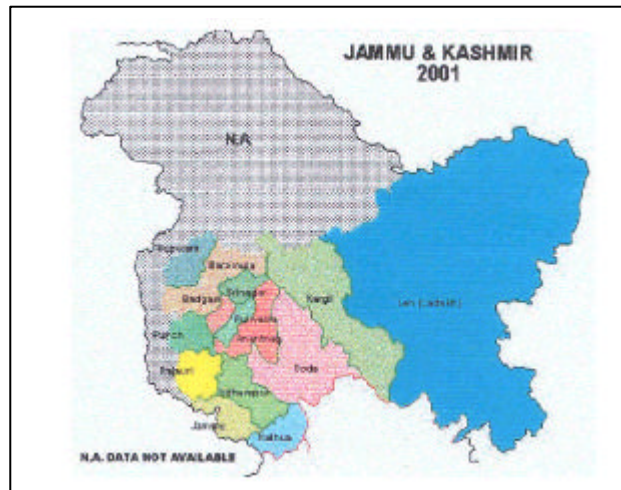 JAMMU & KASHMIR
2001
N.A
Kupwara
Baramula
Srinagar
Badgam
Kargil
Leh (Ladakh)
Pulwama
Punch
Anantnag
Doda
Rajauri
Udhampur
Jammu
Kathua
N.A. DATA NOT AVAILABLE